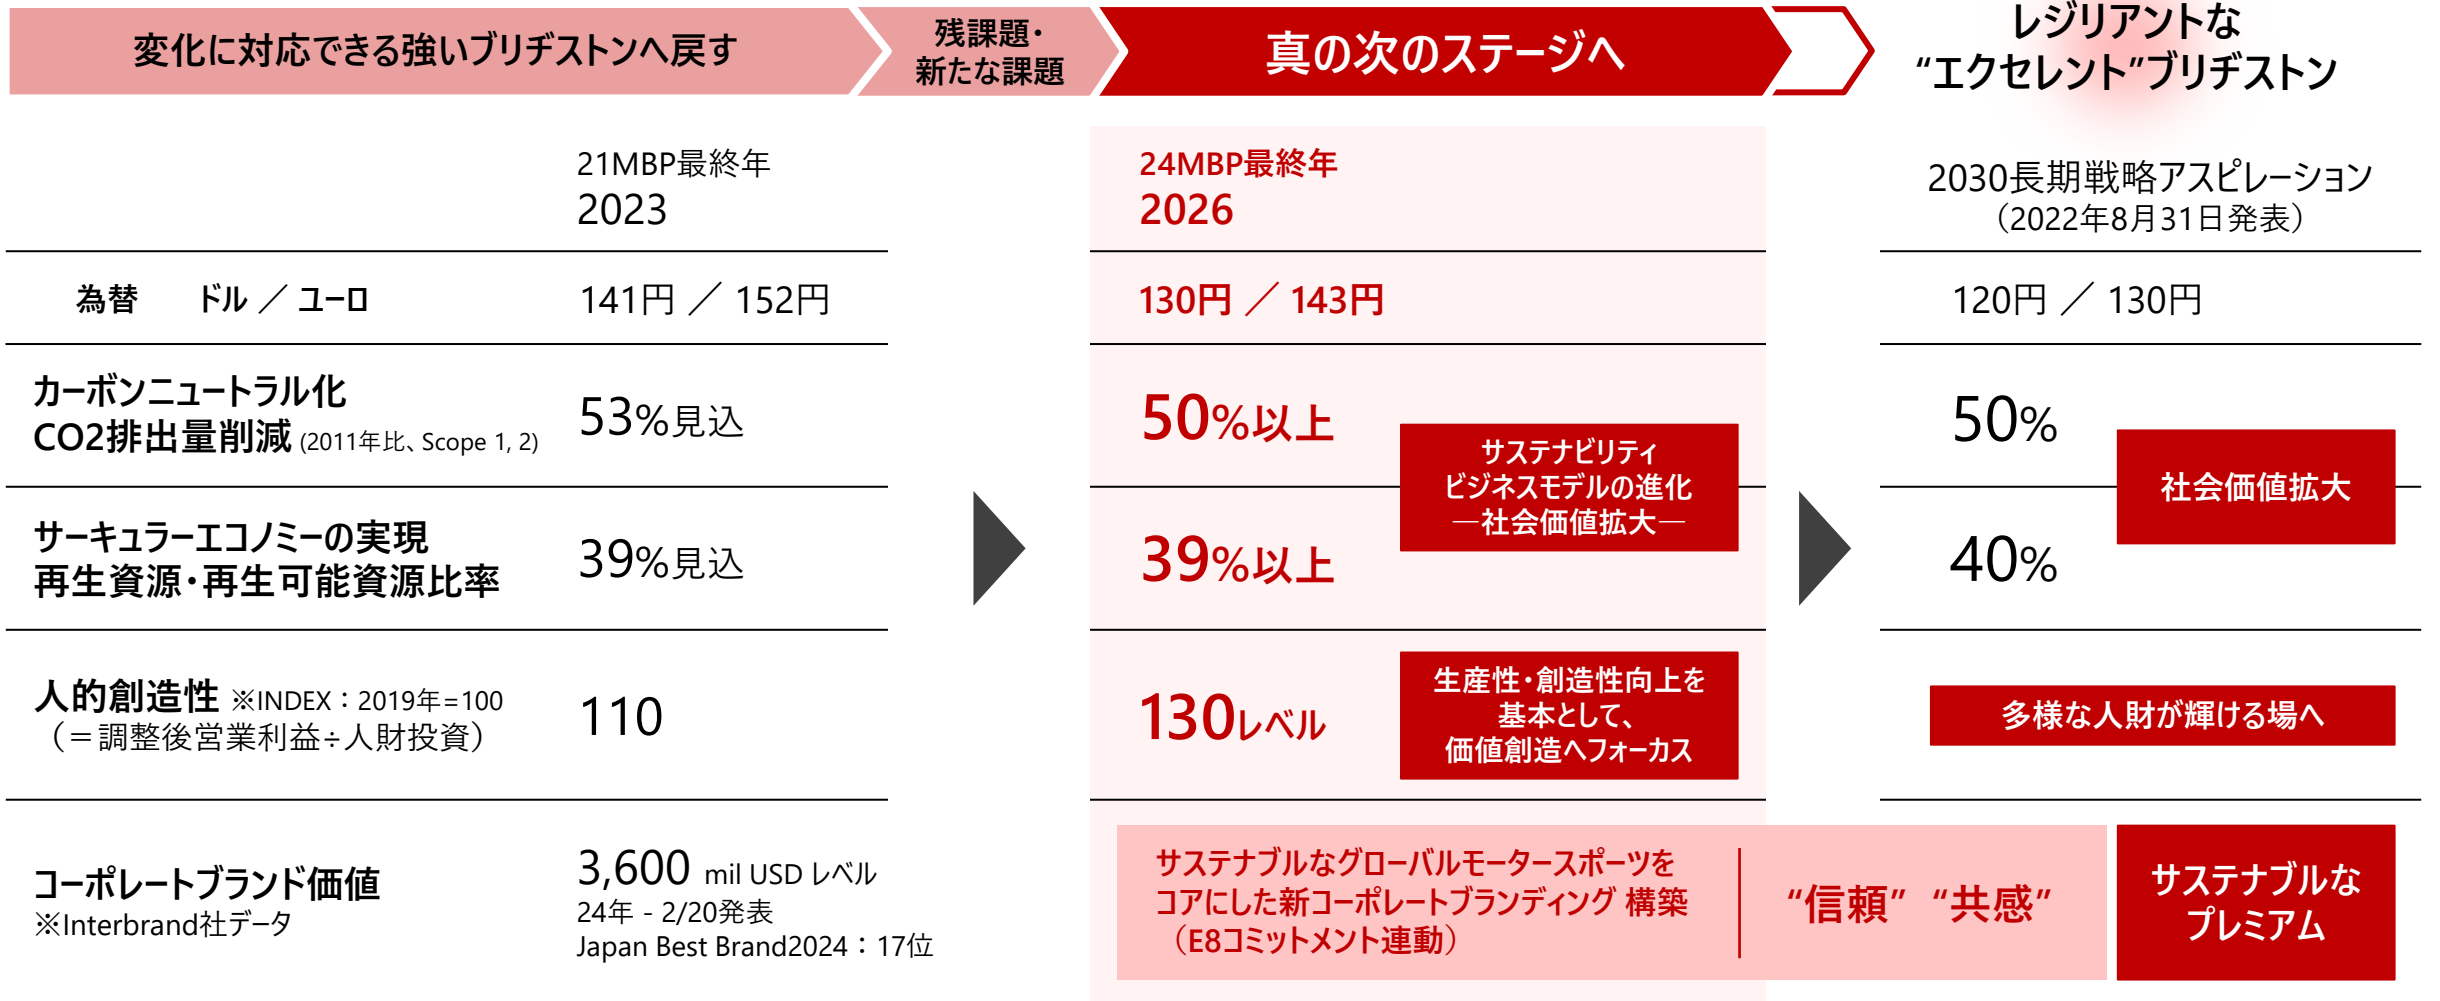 変化に対応できる強いブリヂストンへ戻す
残課題・
新たな課題
真の次のステージへ
レジリアントな
“エクセレント”ブリヂストン
21MBP最終年
2023
24MBP最終年
2026
2030長期戦略アスピレーション
（2022年8月31日発表）
為替 ドル ／ ユーロ
141円 ／ 152円
130円 ／ 143円
120円 ／ 130円
カーボンニュートラル化
CO2排出量削減 (2011年比、Scope 1, 2)
53%見込
50%以上
50%
サステナビリティ
ビジネスモデルの進化
―社会価値拡大―
社会価値拡大
サーキュラーエコノミーの実現
再生資源・再生可能資源比率
39%見込
39%以上
40%
人的創造性 ※INDEX：2019年=100
（＝調整後営業利益÷人財投資）
110
130レベル
生産性・創造性向上を
基本として、
価値創造へフォーカス
多様な人財が輝ける場へ
コーポレートブランド価値
※Interbrand社データ
3,600 mil USD レベル
24年 - 2/20発表
Japan Best Brand2024：17位
サステナブルなグローバルモータースポーツを
コアにした新コーポレートブランディング 構築
（E8コミットメント連動）
“信頼” “共感”
サステナブルな
プレミアム